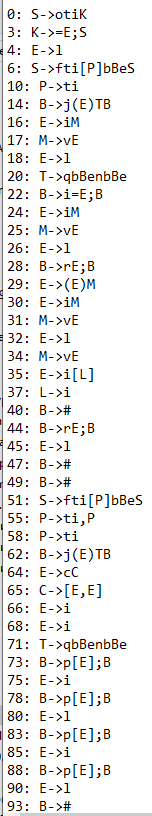 0: S->otiK
3: K->=E;S
4: E->l
6: S->fti[P]bBeS
10: P->ti
14: B->j(E)TB
16: E->iM
17: M->vE
18: E->l
20: T->qbBenbBe
22: B->i=E;B
24: E->iM
25: M->vE
26: E->l
28: B->rE;B
29: E->(E)M
30: E->iM
31: M->vE
32: E->l
34: M->vE
35: E->i[L]
37: L->i
40: B->#
44: B->rE;B
45: E->l
47: B->#
49: B->#
51: S->fti[P]bBeS
55: P->ti,P
58: P->ti
62: B->j(E)TB
64: E->cC
65: C->[E,E]
66: E->i
68: E->i
71: T->qbBenbBe
73: B->p[E];B
75: E->i
78: B->p[E];B
80: E->l
83: B->p[E];B
85: E->i
88: B->p[E];B
90: E->l
93: B->#